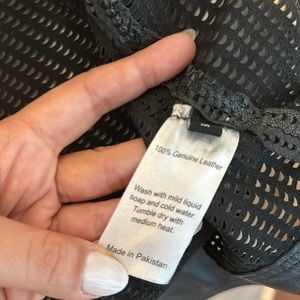 100% Genuine Leather
Wash with mild liquid
soap and cold water.
Tumble dry with
medium heat.
Made in Pakistan